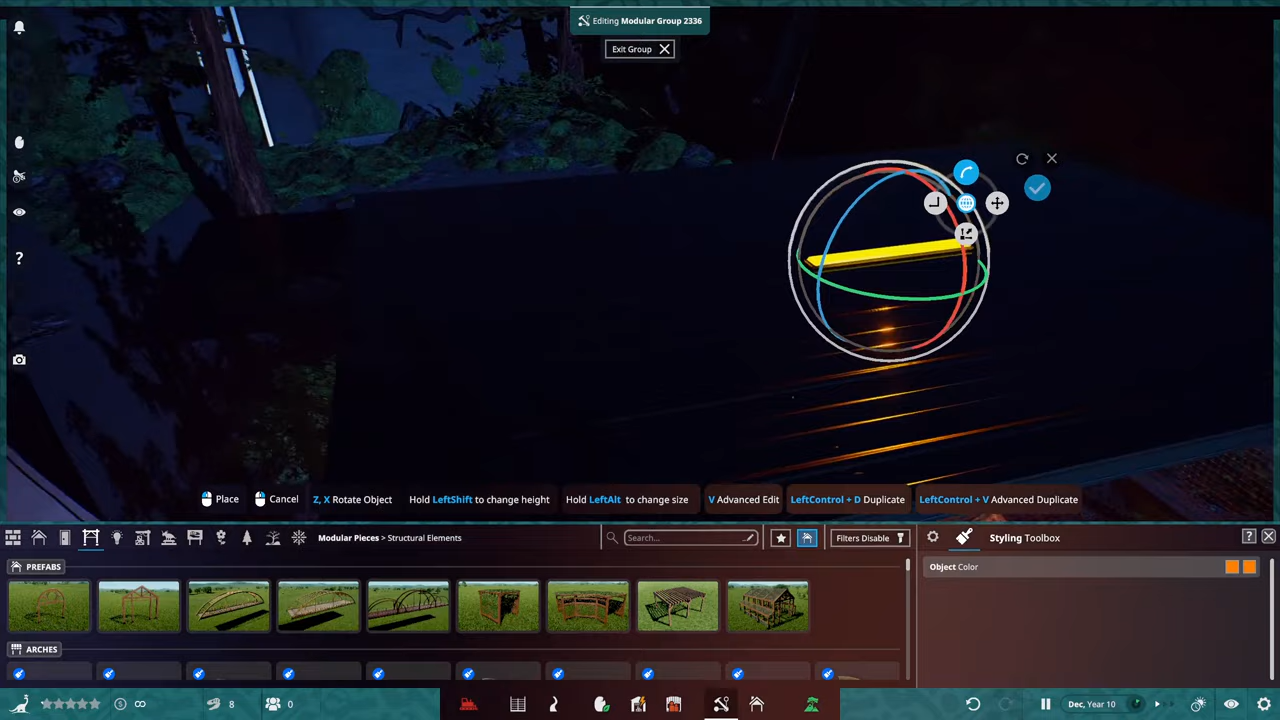 Editing Modular Group 2336
Exit Group
Place
Cancel
Z, X Rotate Object
Hold LeftShift to change height
Hold LeftAlt to change size
V Advanced Edit
LeftControl + D Duplicate
LeftControl + V Advanced Duplicate
Modular Pieces > Structural Elements
Search...
Filters Disable
Styling Toolbox
?
PREFABS
Object Color
ARCHES
∞
8
0
Dec, Year 10